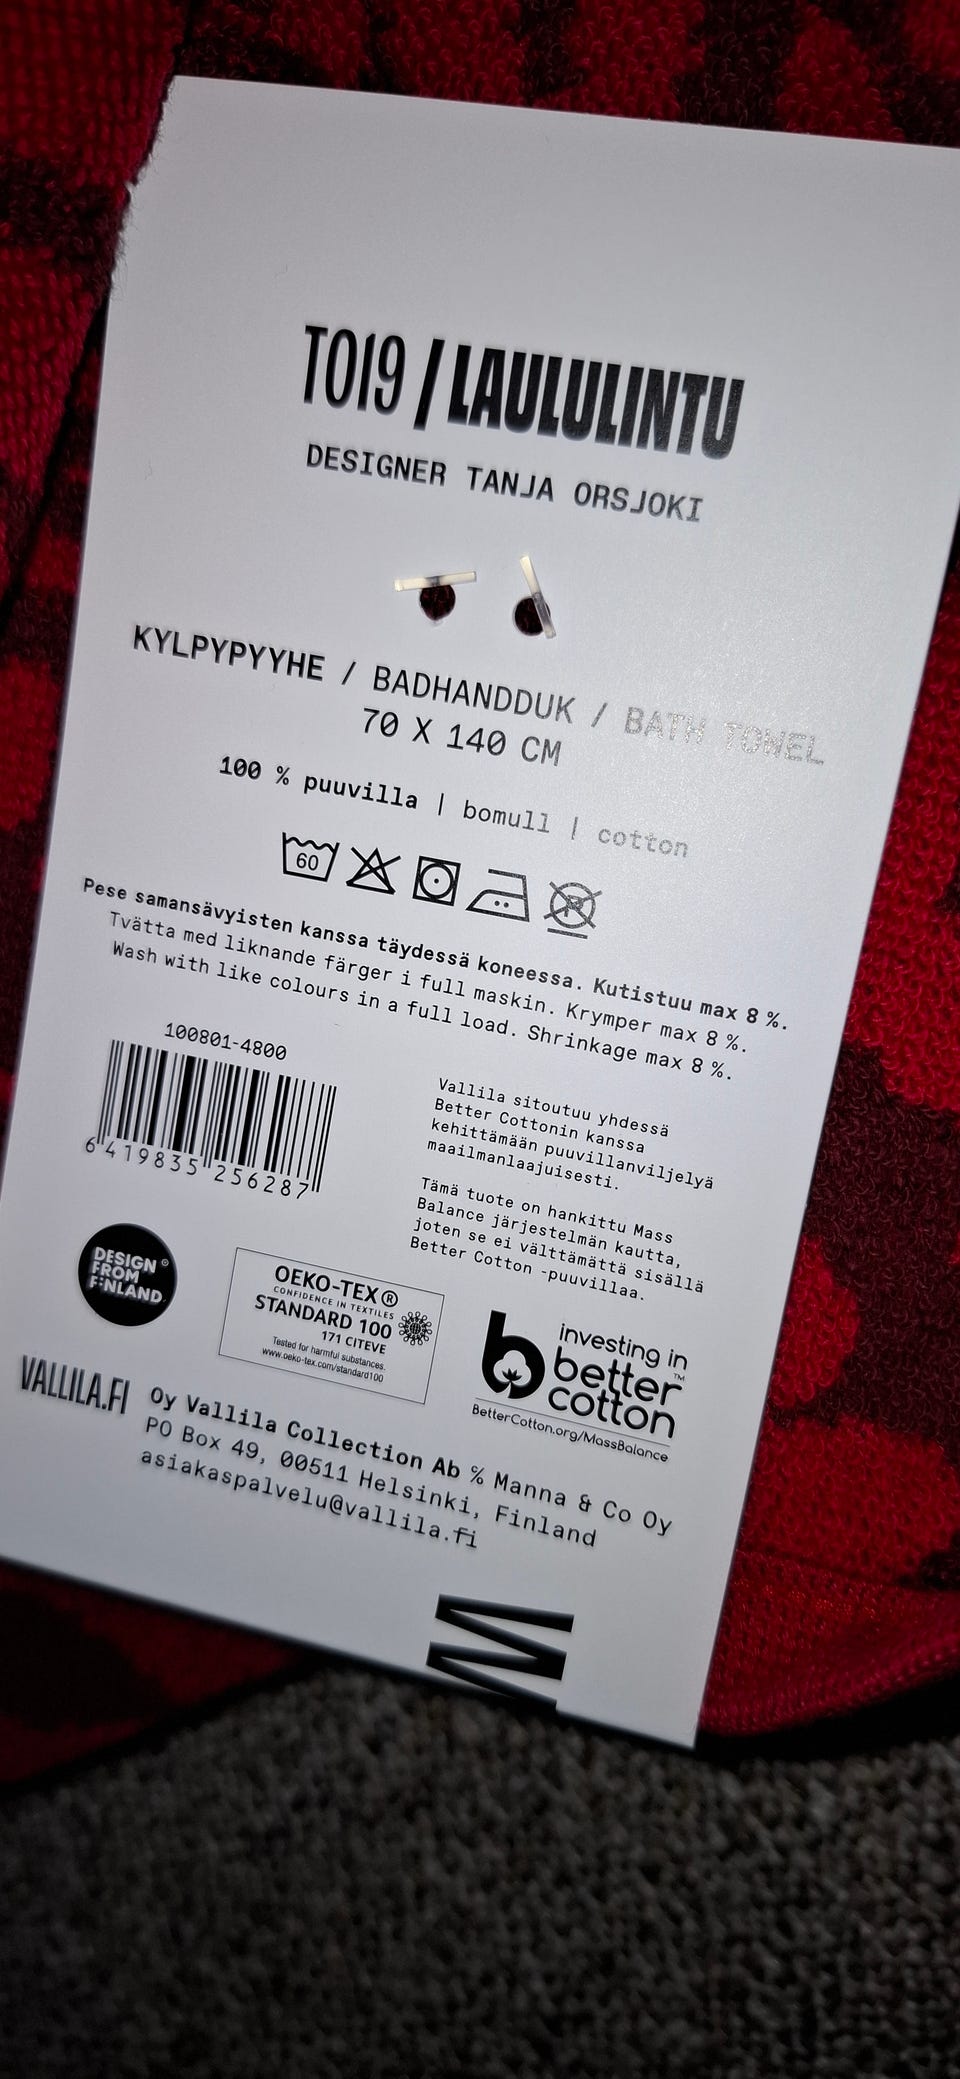 TO19 / LAULULINTU
DESIGNER TANJA ORSJOKI
KYLPYPYYHE / BADHANDDUK / BATH TOWEL
70 X 140 CM
100 % puuvilla | bomull | cotton
60 P
Pese samansävyisten kanssa täydessä koneessa. Kutistuu max 8 %.
Tvätta med liknande färger i full maskin. Krymper max 8 %.
Wash with like colours in a full load. Shrinkage max 8 %.
100801-4800
6 419835 256287
Vallila sitoutuu yhdessä
Better Cottonin kanssa
kehittämään puuvillanviljelyä
maailmanlaajuisesti.
Tämä tuote on hankittu Mass
Balance järjestelmän kautta,
joten se ei välttämättä sisällä
Better Cotton -puuvillaa.
DESIGN ®
FROM
FINLAND
OEKO-TEX®
CONFIDENCE IN TEXTILES
STANDARD 100
171 CITEVE
Tested for harmful substances.
www.oeko-tex.com/standard100
investing in
better™
cotton
BetterCotton.org/MassBalance
VALLILA.FI
Oy Vallila Collection Ab % Manna & Co Oy
PO Box 49, 00511 Helsinki, Finland
asiakaspalvelu@vallila.fi